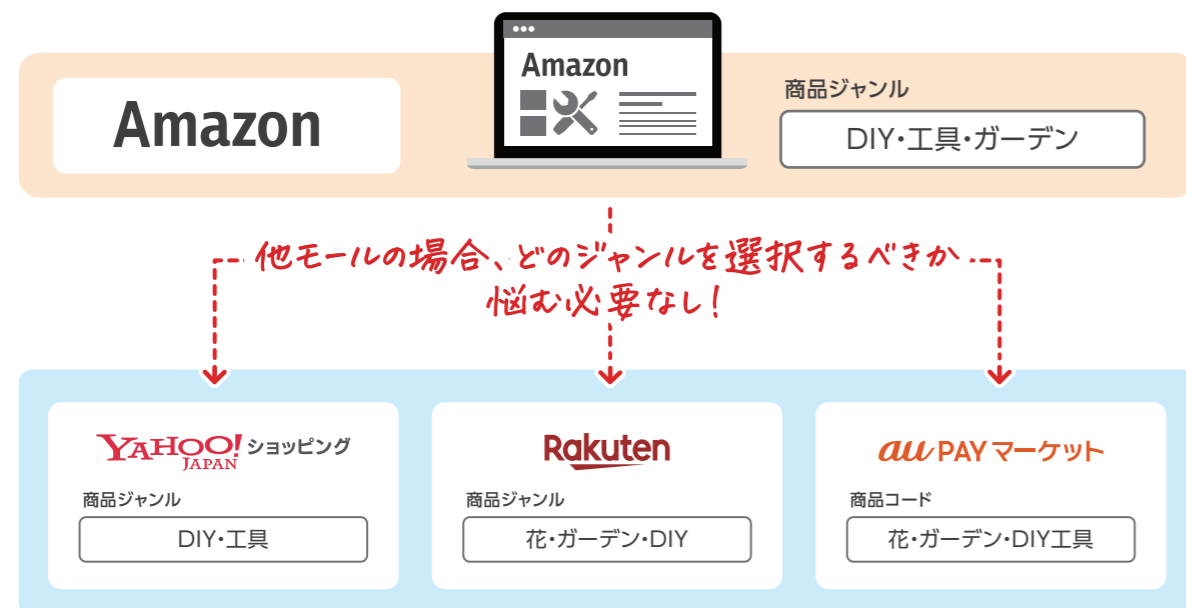 Amazon
Amazon
商品ジャンル
DIY・工具・ガーデン
他モールの場合、どのジャンルを選択するべきか
悩む必要なし!
YAHOO! ショッピング
JAPAN
商品ジャンル
DIY・工具
Rakuten
商品ジャンル
花・ガーデン・DIY
au PAY マーケット
商品コード
花・ガーデン・DIY工具